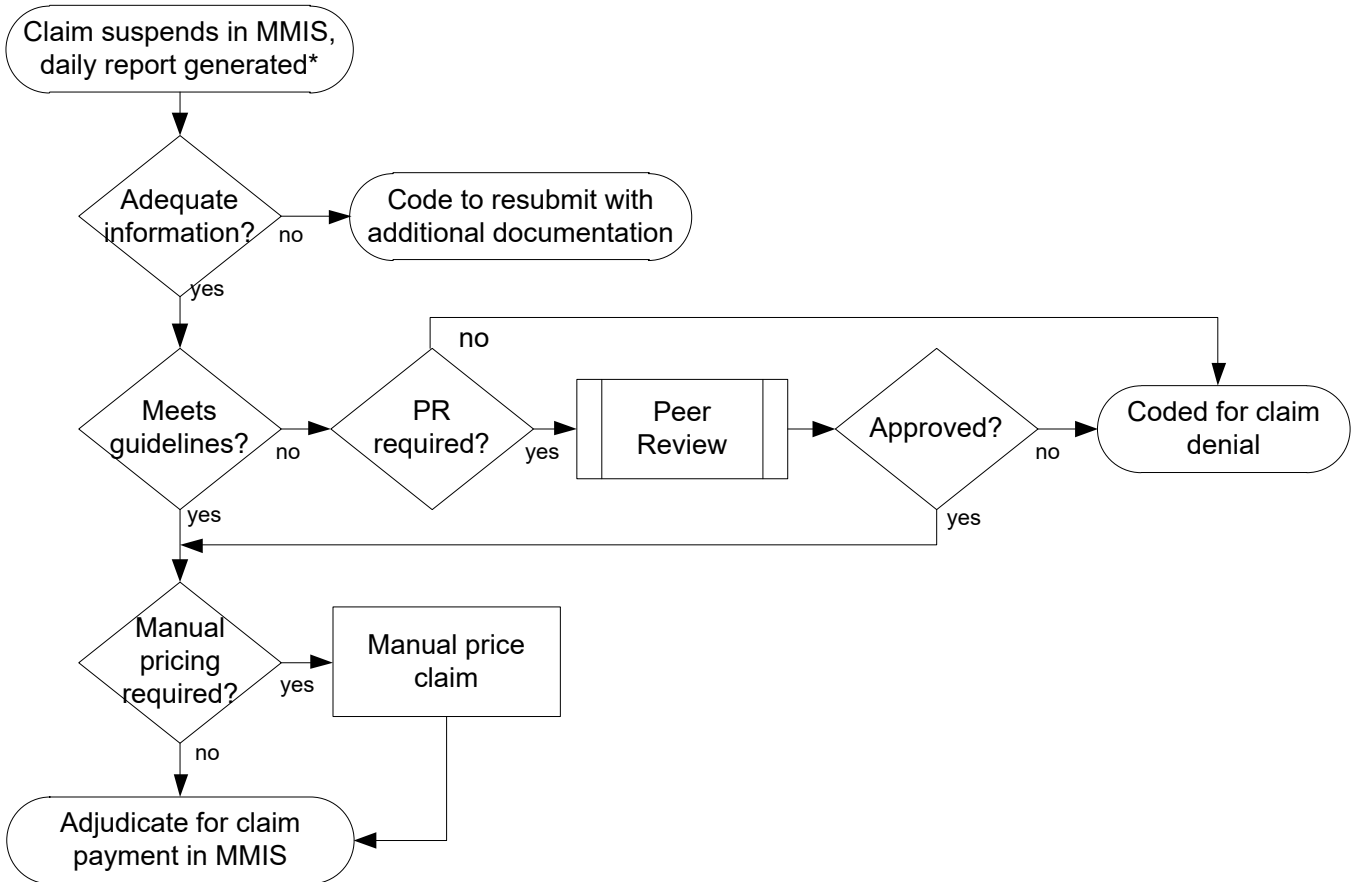 Claim suspends in MMIS,
daily report generated*
Adequate
information?
no
Code to resubmit with
additional documentation
yes
no
Meets
guidelines?
no
PR
required?
yes
Peer
Review
Approved?
no
Coded for claim
denial
yes
yes
Manual
pricing
required?
yes
Manual price
claim
no
Adjudicate for claim
payment in MMIS